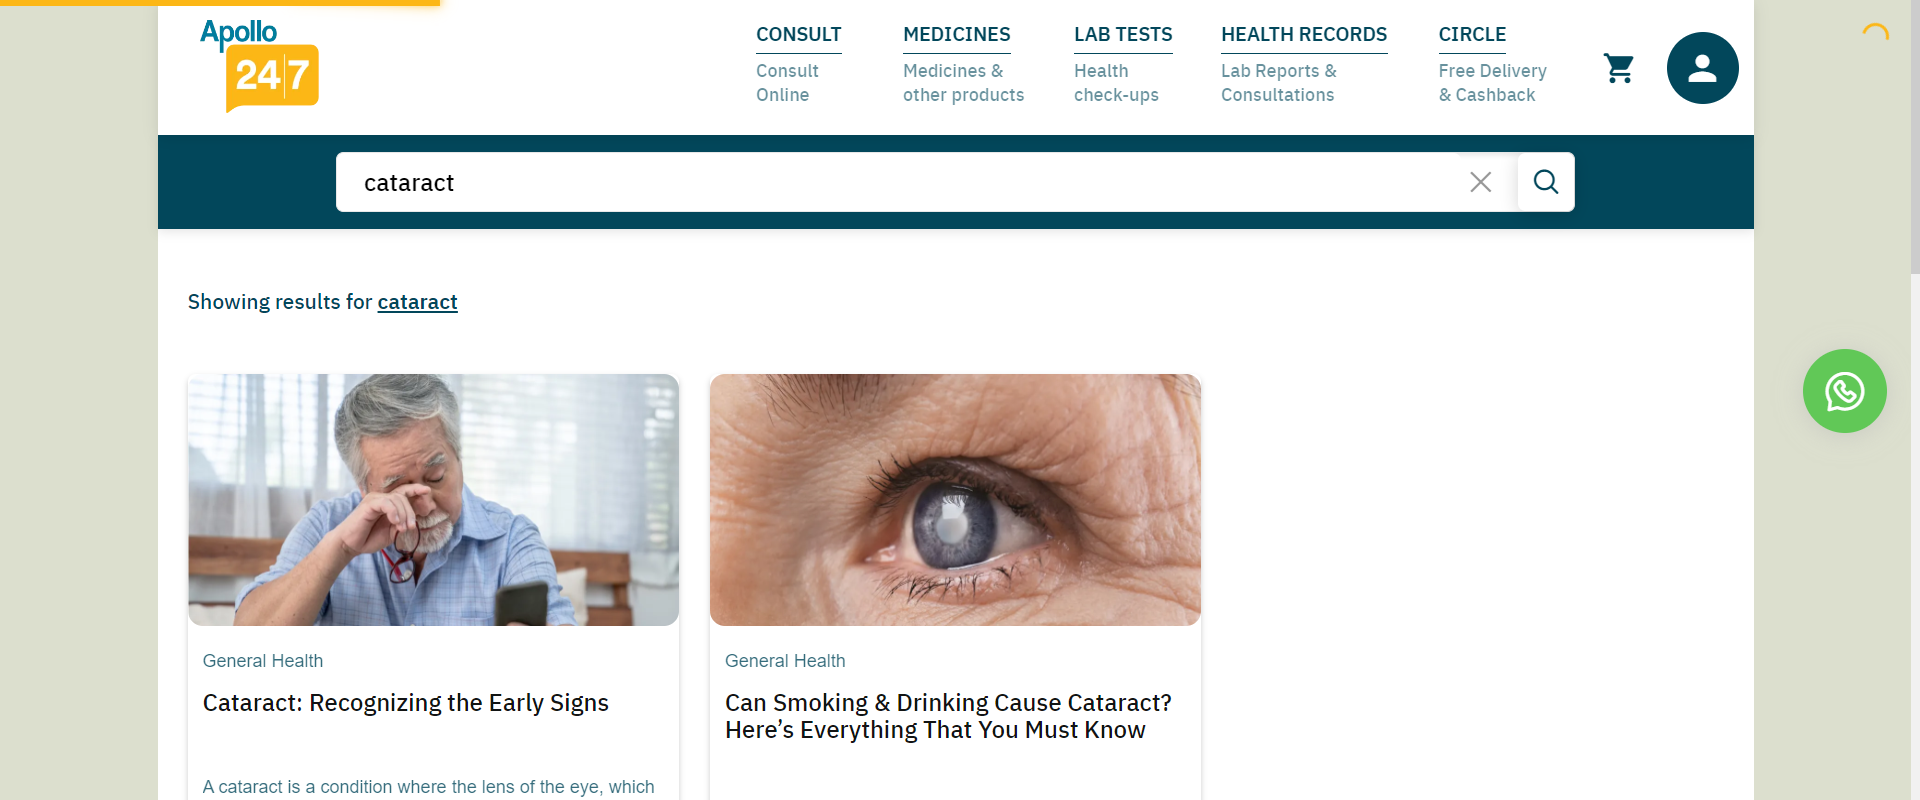 Apollo
24|7
CONSULT
Consult
Online
MEDICINES
Medicines &
other products
LAB TESTS
Health
check-ups
HEALTH RECORDS
Lab Reports &
Consultations
CIRCLE
Free Delivery
& Cashback
cataract
Showing results for cataract
General Health
Cataract: Recognizing the Early Signs
A cataract is a condition where the lens of the eye, which
General Health
Can Smoking & Drinking Cause Cataract?
Here’s Everything That You Must Know